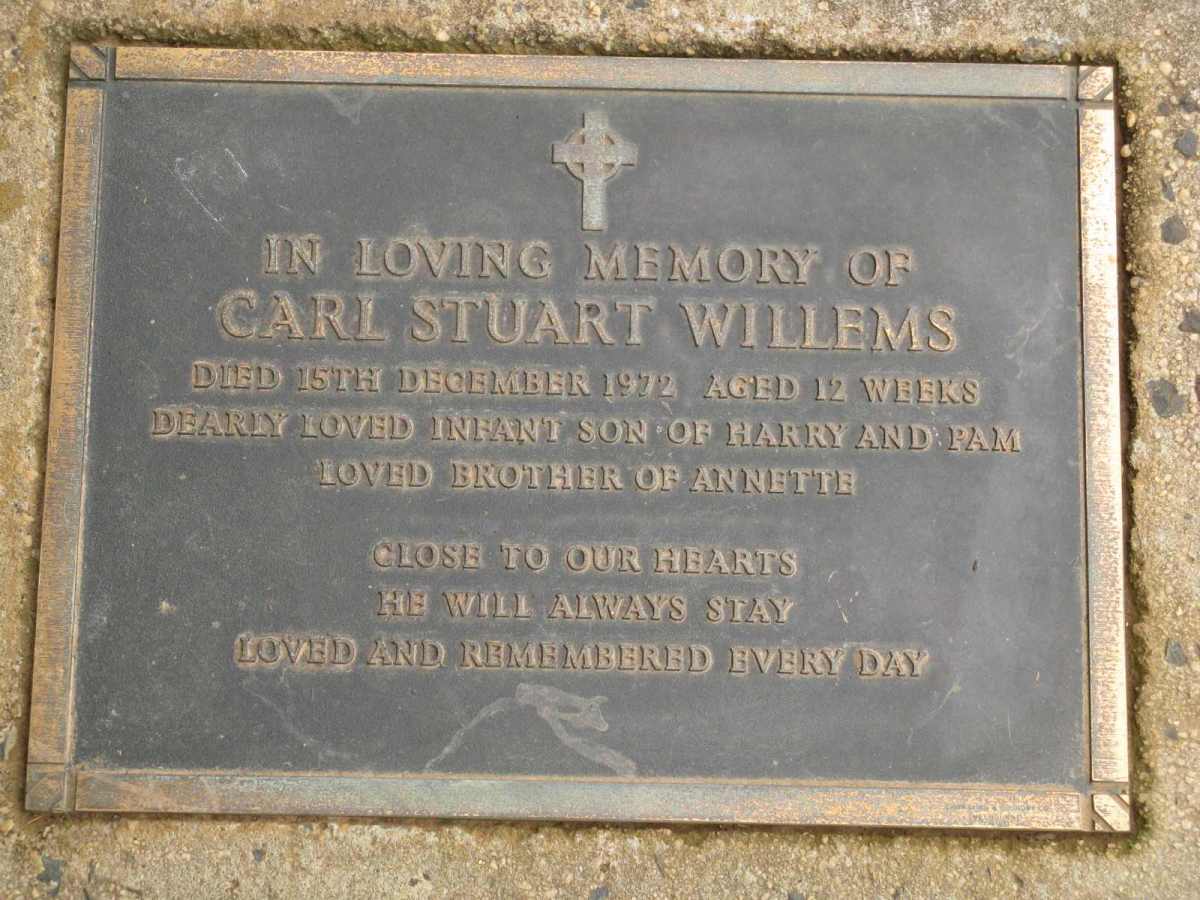 IN LOVING MEMORY OF
CARL STUART WILLEMS
DIED 15TH DECEMBER 1972 AGED 12 WEEKS
DEARLY LOVED INFANT SON OF HARRY AND PAM
LOVED BROTHER OF ANNETTE
CLOSE TO OUR HEARTS
HE WILL ALWAYS STAY
LOVED AND REMEMBERED EVERY DAY